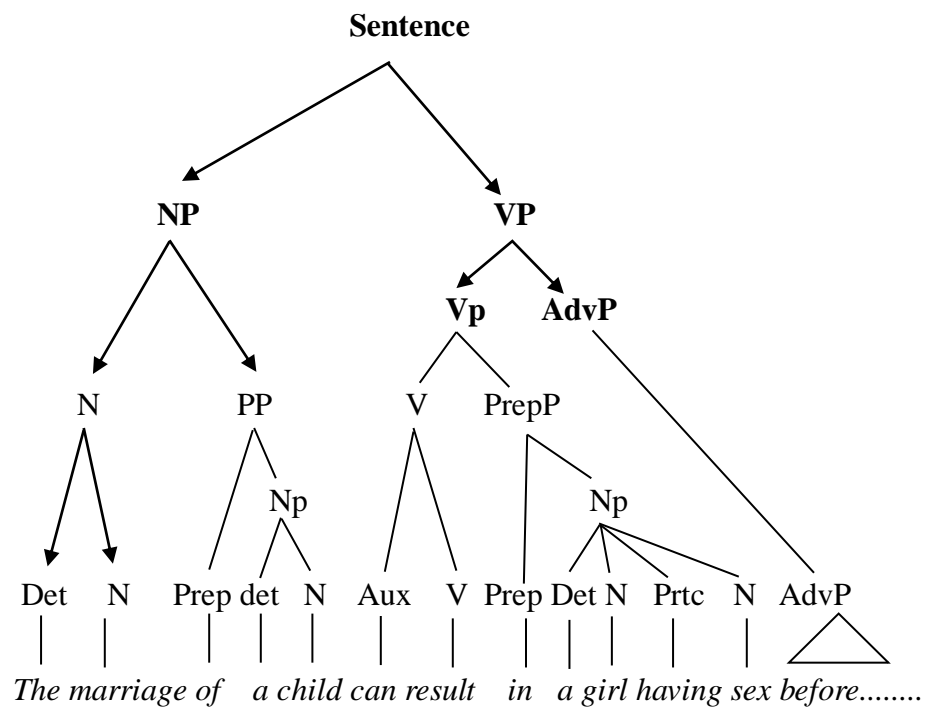 Sentence
NP VP
Vp AdvP
N PP V PrepP
Np Np
Det N Prep det N Aux V Prep Det N Prtc N AdvP
The marriage of a child can result in a girl having sex before........